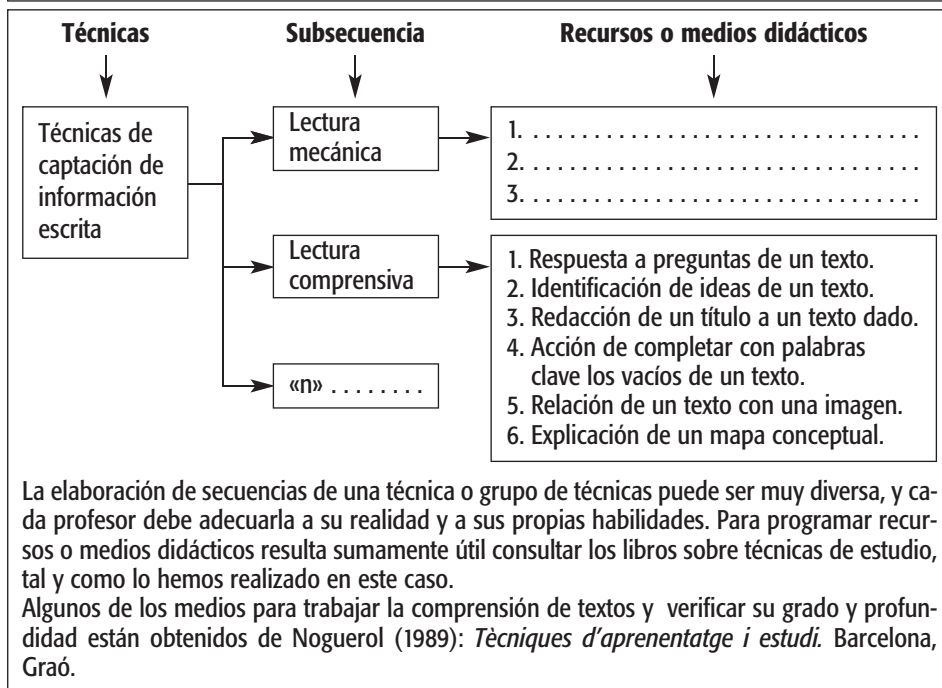 Técnicas
Subsecuencia
Recursos o medios didácticos
Técnicas de
captación de
información
escrita
Lectura
mecánica
1. . . . . . . . . . . . . . . . . . . . . . . . . . . . . . . . . .
2. . . . . . . . . . . . . . . . . . . . . . . . . . . . . . . . . .
3. . . . . . . . . . . . . . . . . . . . . . . . . . . . . . . . . .
Lectura
comprensiva
1. Respuesta a preguntas de un texto.
2. Identificación de ideas de un texto.
3. Redacción de un título a un texto dado.
4. Acción de completar con palabras
clave los vacíos de un texto.
5. Relación de un texto con una imagen.
6. Explicación de un mapa conceptual.
«n» . . . . . . . .
La elaboración de secuencias de una técnica o grupo de técnicas puede ser muy diversa, y ca-
da profesor debe adecuarla a su realidad y a sus propias habilidades. Para programar recur-
sos o medios didácticos resulta sumamente útil consultar los libros sobre técnicas de estudio,
tal y como lo hemos realizado en este caso.
Algunos de los medios para trabajar la comprensión de textos y verificar su grado y profun-
didad están obtenidos de Noguerol (1989): Tècniques d'aprenentatge i estudi. Barcelona,
Graó.